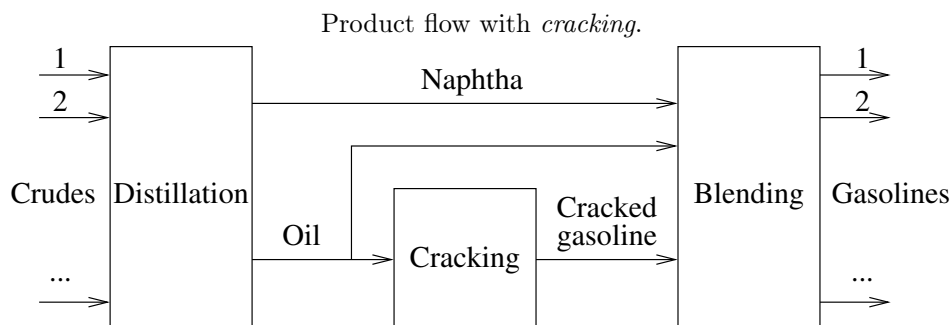 Product flow with cracking.
1
2
Crudes
...
Distillation
Naphtha
Oil
Cracking
Cracked
gasoline
Blending
1
2
Gasolines
...